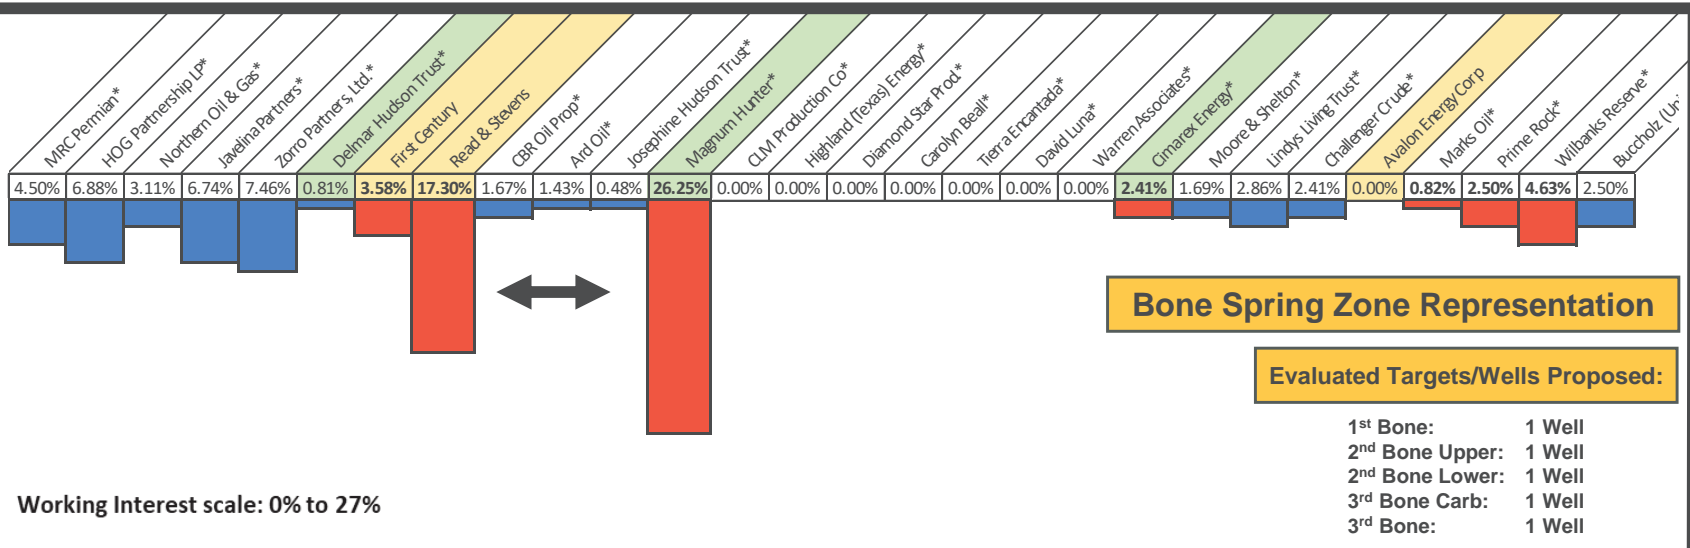 MRC Permian*
HOG Partnership LP*
Northern Oil & Gas*
Javelina Partners*
Zorro Partners, Ltd.*
Delmar Hudson Trust*
First Century
Read & Stevens
CBR Oil Prop*
Ard Oil*
Josephine Hudson Trust*
Magnum Hunter*
CLM Production Co*
Highland (Texas) Energy*
Diamond Star Prod.*
Carolyn Beall*
Tierra Encantada*
David Luna*
Warren Associates*
Cimarex Energy*
Moore & Shelton*
Lindys Living Trust*
Challenger Crude*
Avalon Energy Corp
Marks Oil*
Prime Rock*
Wilbanks Reserve*
Buccholz (Un
4.50% 6.88% 3.11% 6.74% 7.46% 0.81% 3.58% 17.30% 1.67% 1.43% 0.48% 26.25% 0.00% 0.00% 0.00% 0.00% 0.00% 0.00% 0.00% 2.41% 1.69% 2.86% 2.41% 0.00% 0.82% 2.50% 4.63% 2.50%
Bone Spring Zone Representation
Evaluated Targets/Wells Proposed:
1st Bone: 1 Well
2nd Bone Upper: 1 Well
2nd Bone Lower: 1 Well
3rd Bone Carb: 1 Well
3rd Bone: 1 Well
Working Interest scale: 0% to 27%